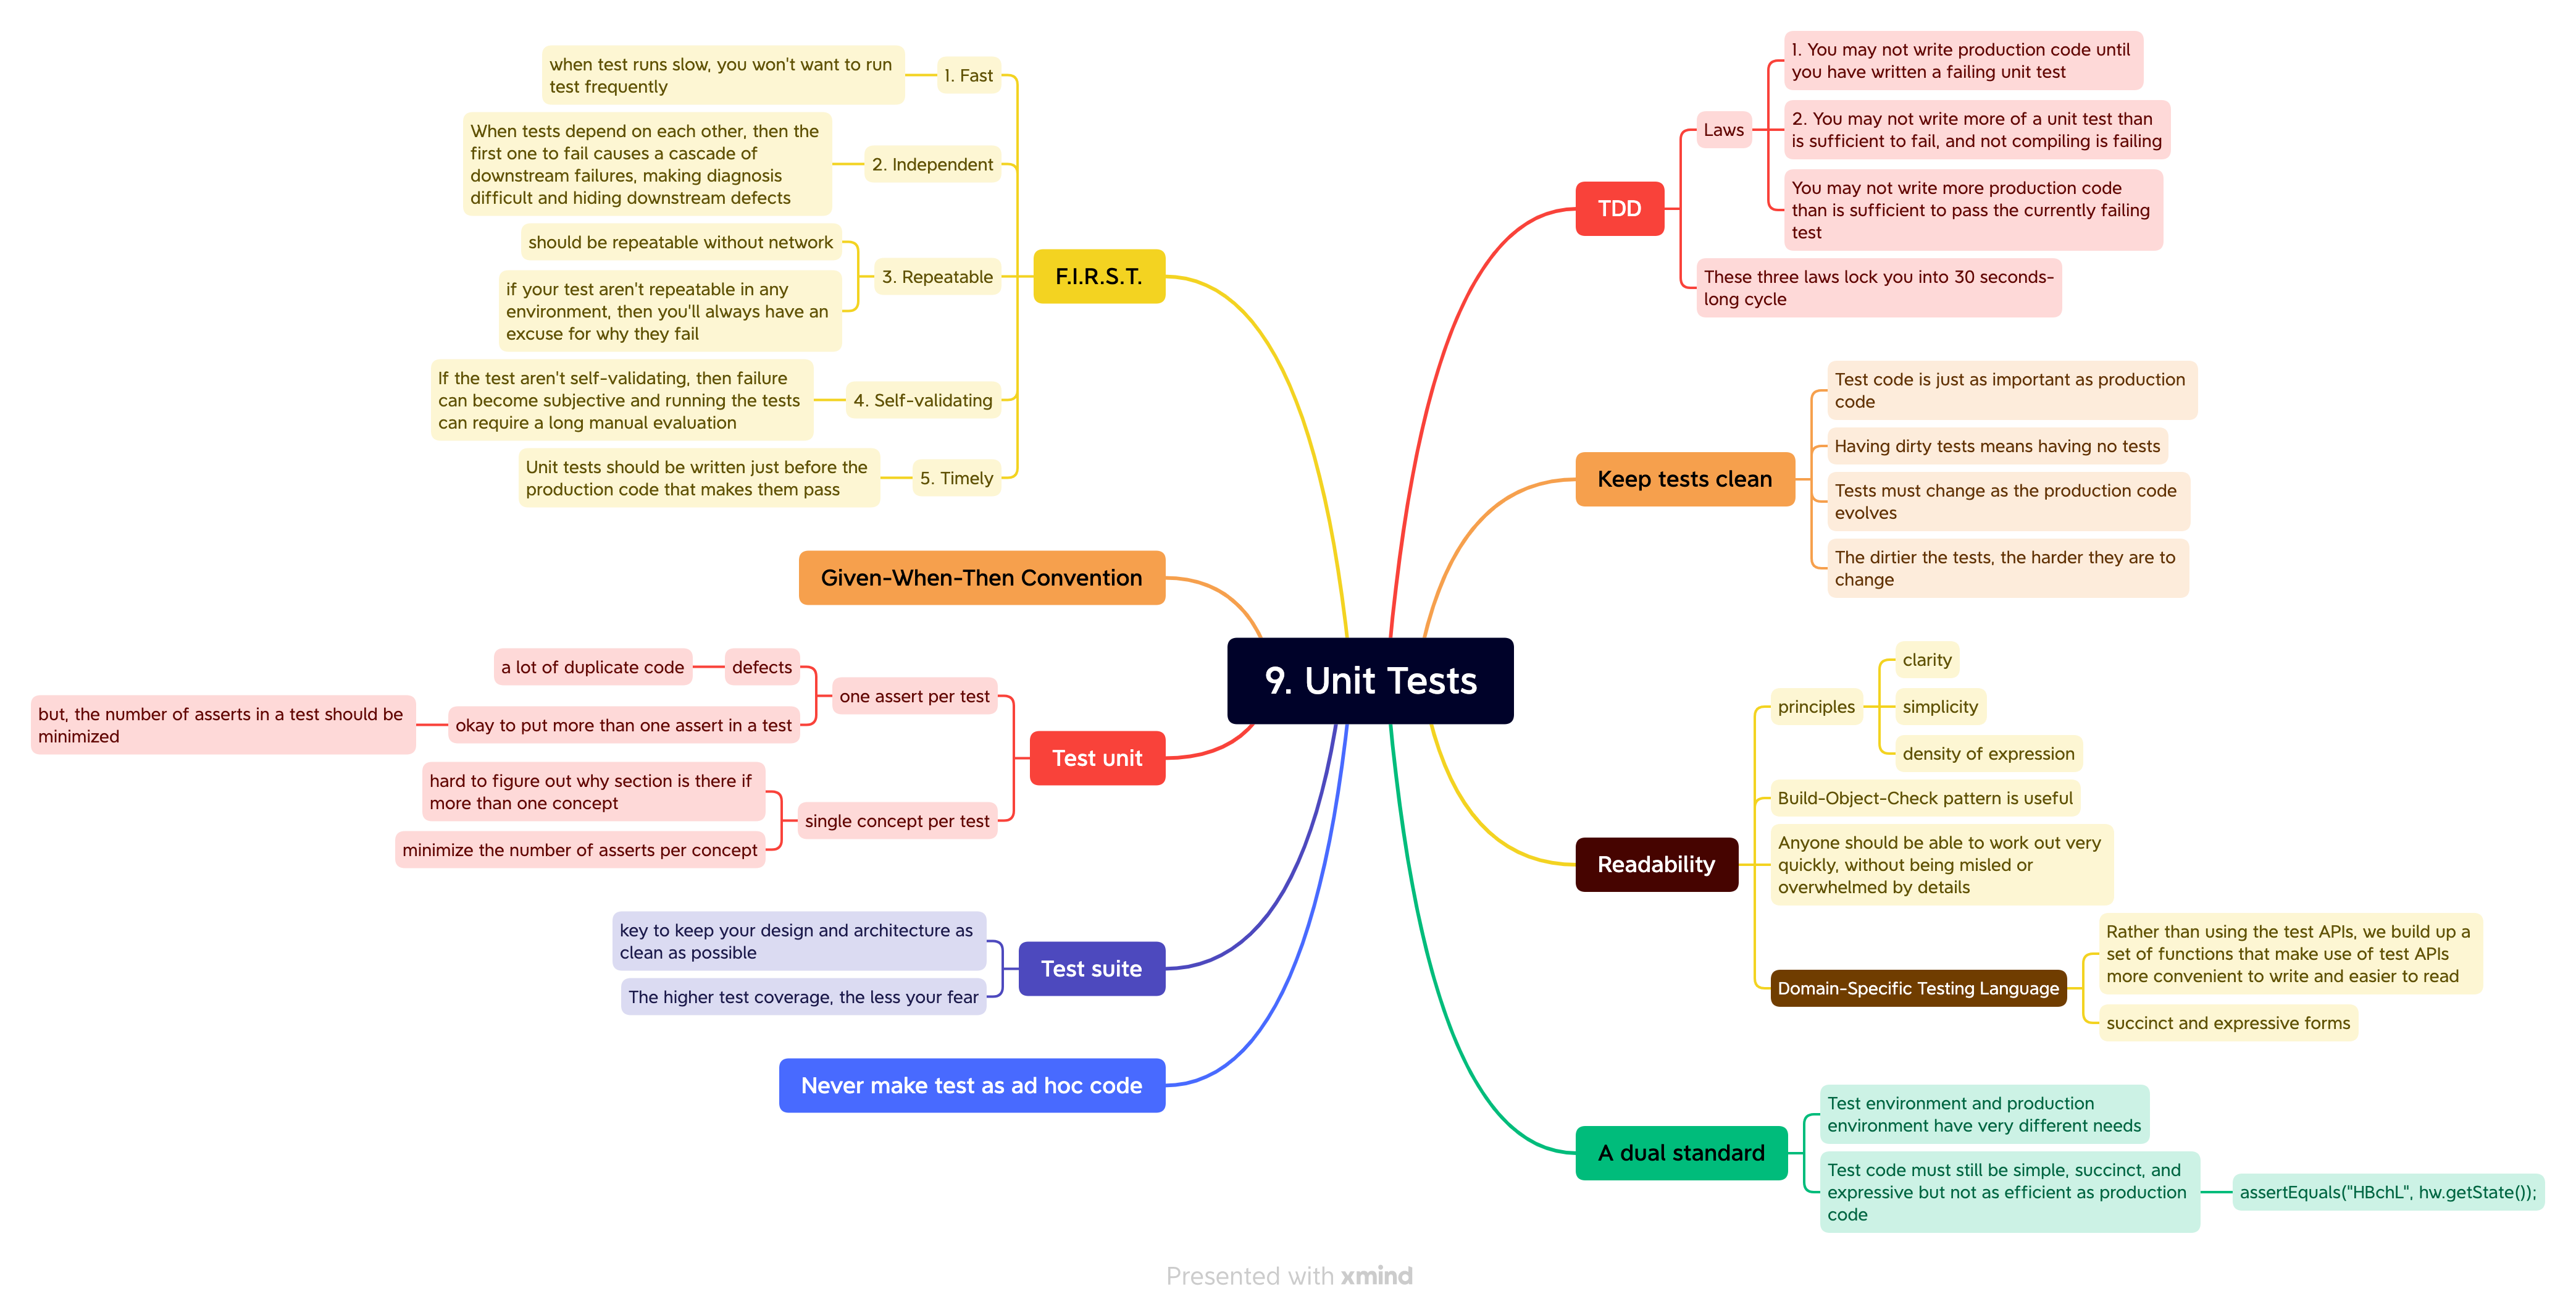 9. Unit Tests
TDD
Laws
1. You may not write production code until
you have written a failing unit test
2. You may not write more of a unit test than
is sufficient to fail, and not compiling is failing
You may not write more production code
than is sufficient to pass the currently failing
test
These three laws lock you into 30 seconds-
long cycle
Keep tests clean
Test code is just as important as production
code
Having dirty tests means having no tests
Tests must change as the production code
evolves
The dirtier the tests, the harder they are to
change
Readability
principles
clarity
simplicity
density of expression
Build-Object-Check pattern is useful
Anyone should be able to work out very
quickly, without being misled or
overwhelmed by details
Domain-Specific Testing Language
Rather than using the test APIs, we build up a
set of functions that make use of test APIs
more convenient to write and easier to read
succinct and expressive forms
A dual standard
Test environment and production
environment have very different needs
Test code must still be simple, succinct, and
expressive but not as efficient as production
code
assertEquals("HBchL", hw.getState());
F.I.R.S.T.
1. Fast
when test runs slow, you won't want to run
test frequently
2. Independent
When tests depend on each other, then the
first one to fail causes a cascade of
downstream failures, making diagnosis
difficult and hiding downstream defects
3. Repeatable
should be repeatable without network
if your test aren't repeatable in any
environment, then you'll always have an
excuse for why they fail
4. Self-validating
If the test aren't self-validating, then failure
can become subjective and running the tests
can require a long manual evaluation
5. Timely
Unit tests should be written just before the
production code that makes them pass
Given-When-Then Convention
Test unit
one assert per test
defects
a lot of duplicate code
okay to put more than one assert in a test
but, the number of asserts in a test should be
minimized
single concept per test
hard to figure out why section is there if
more than one concept
minimize the number of asserts per concept
Test suite
key to keep your design and architecture as
clean as possible
The higher test coverage, the less your fear
Never make test as ad hoc code
Presented with xmind